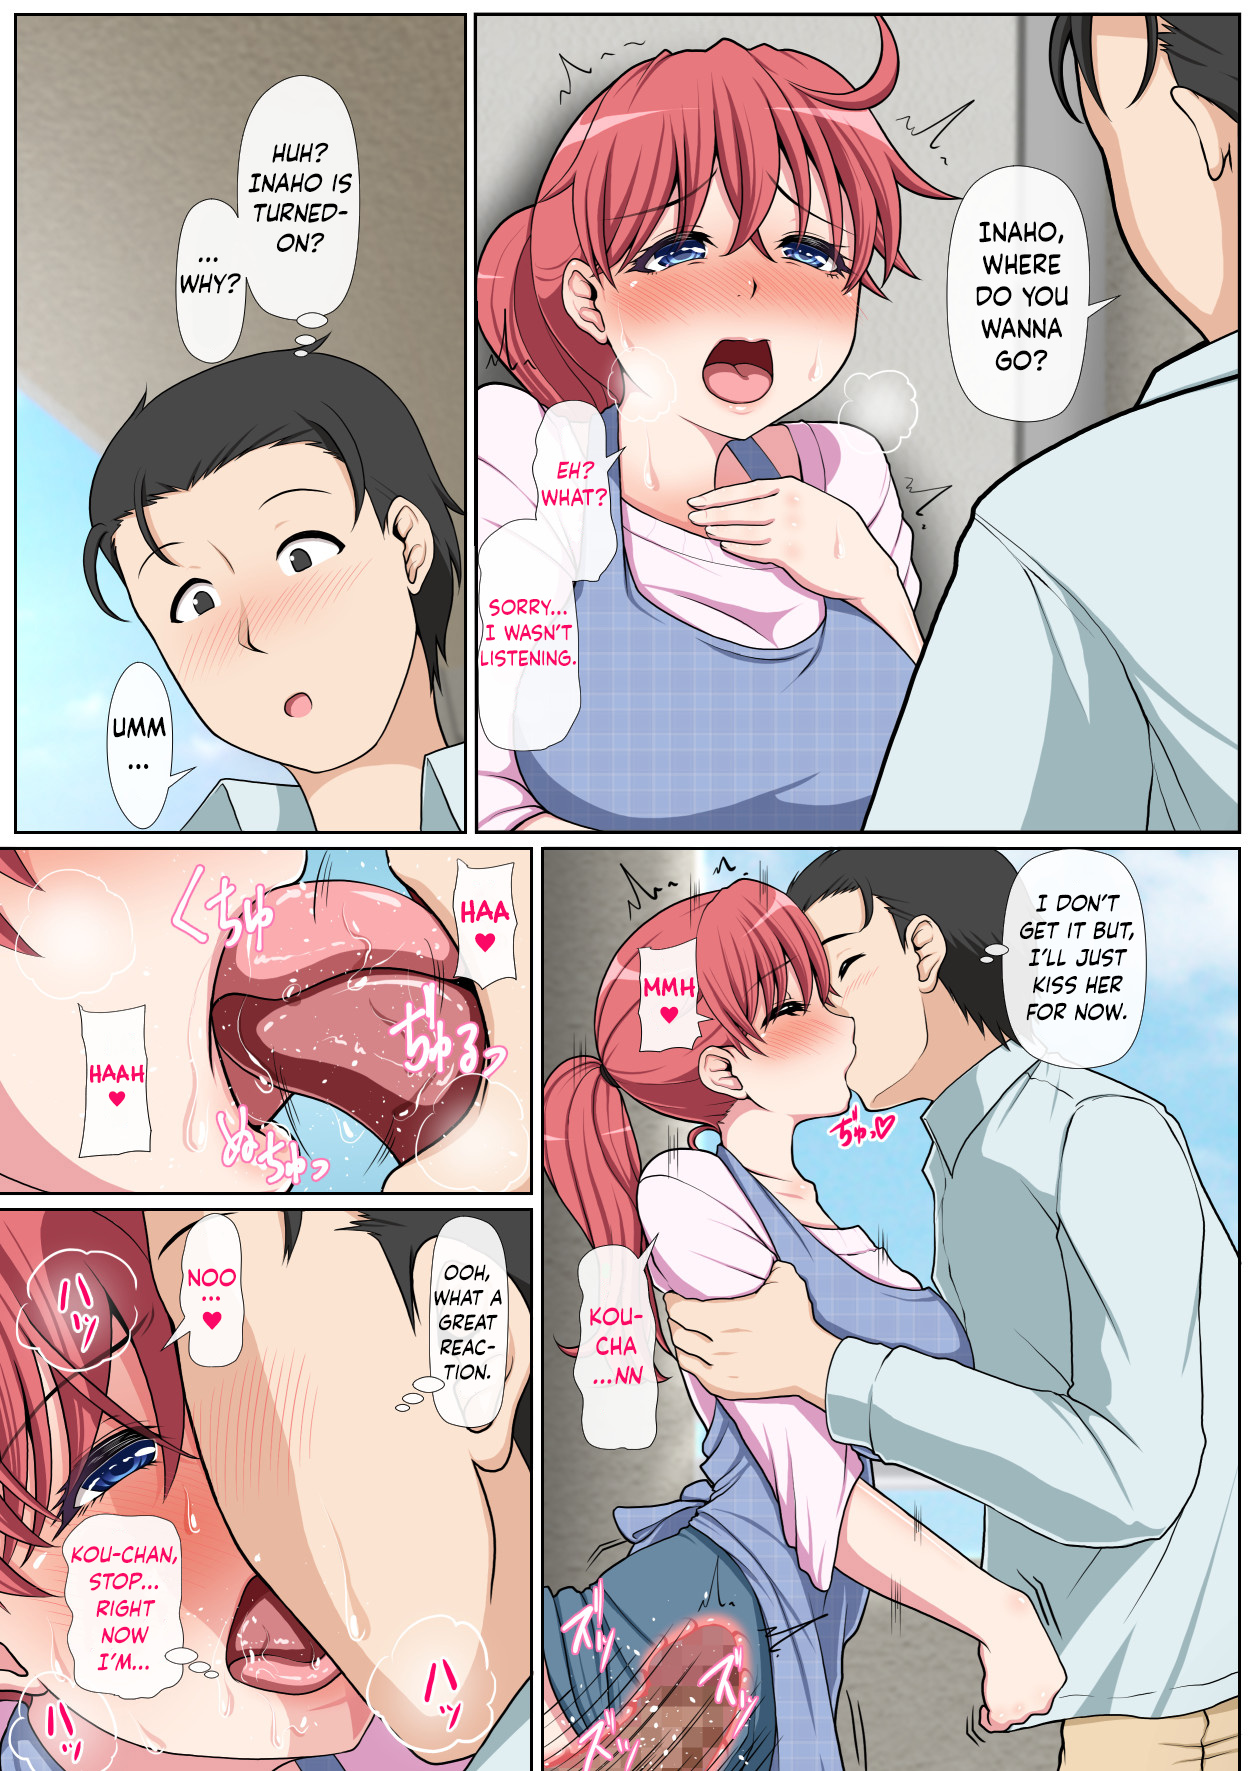 INAHO,
WHERE
DO YOU
WANNA
GO?
EH?
WHAT?
SORRY...
I WASN'T
LISTENING.
HUH?
INAHO IS
TURNED-
ON?
...
WHY?
UMM
...
I DON'T
GET IT BUT,
I'LL JUST
KISS HER
FOR NOW.
MMH
♥
ぢゅっ♡
KOU-
CHA
...NN
ズッ
ズッ
ズッ
HAA
♥
くちゅ
ぢゅるっ
HAAH
♥
ぬちゅっ
OOH,
WHAT A
GREAT
REAC-
TION.
NOO
...
♥
ハッ
KOU-CHAN,
STOP...
RIGHT
NOW
I'M...
ハッ
ハッ